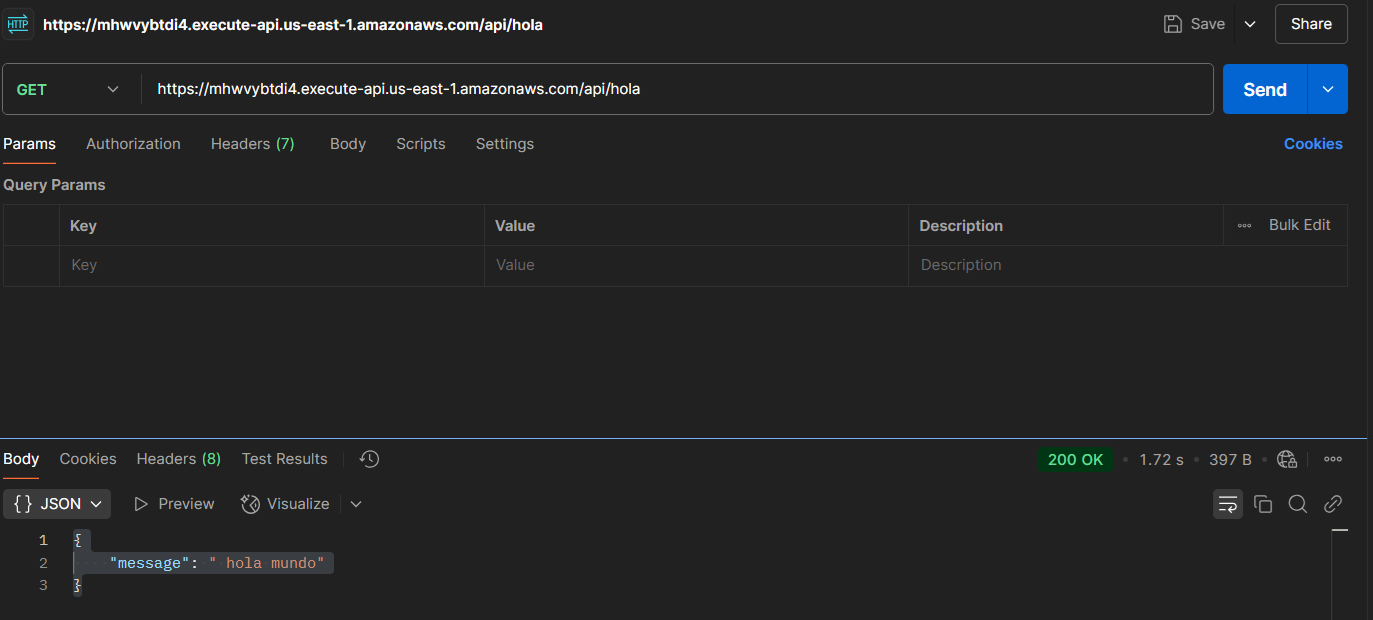 HTTP https://mhwvybtdi4.execute-api.us-east-1.amazonaws.com/api/hola Save Share
GET https://mhwvybtdi4.execute-api.us-east-1.amazonaws.com/api/hola Send
Params Authorization Headers (7) Body Scripts Settings Cookies
Query Params
Key Value Description Bulk Edit
Key Value Description
Body Cookies Headers (8) Test Results 200 OK • 1.72 s • 397 B •
{} JSON Preview Visualize
1 {
2 "message": " hola mundo"
3 }